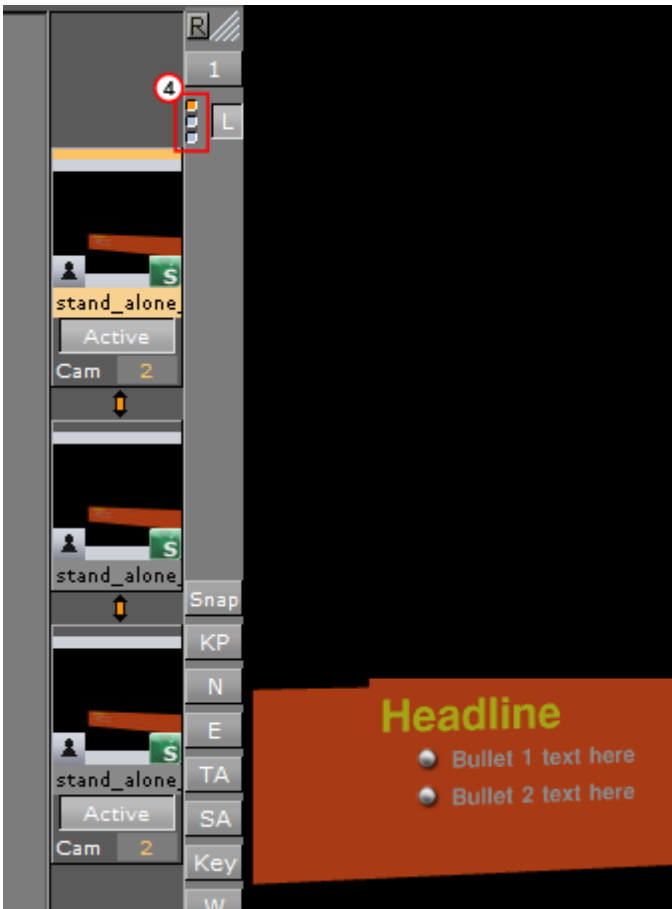 R
1
4
L
S
stand_alone_
Active
Cam 2
S
stand_alone_
Snap
KP
N
S
E
stand_alone_
TA
Active
SA
Cam 2
Key
W
Headline
Bullet 1 text here
Bullet 2 text here